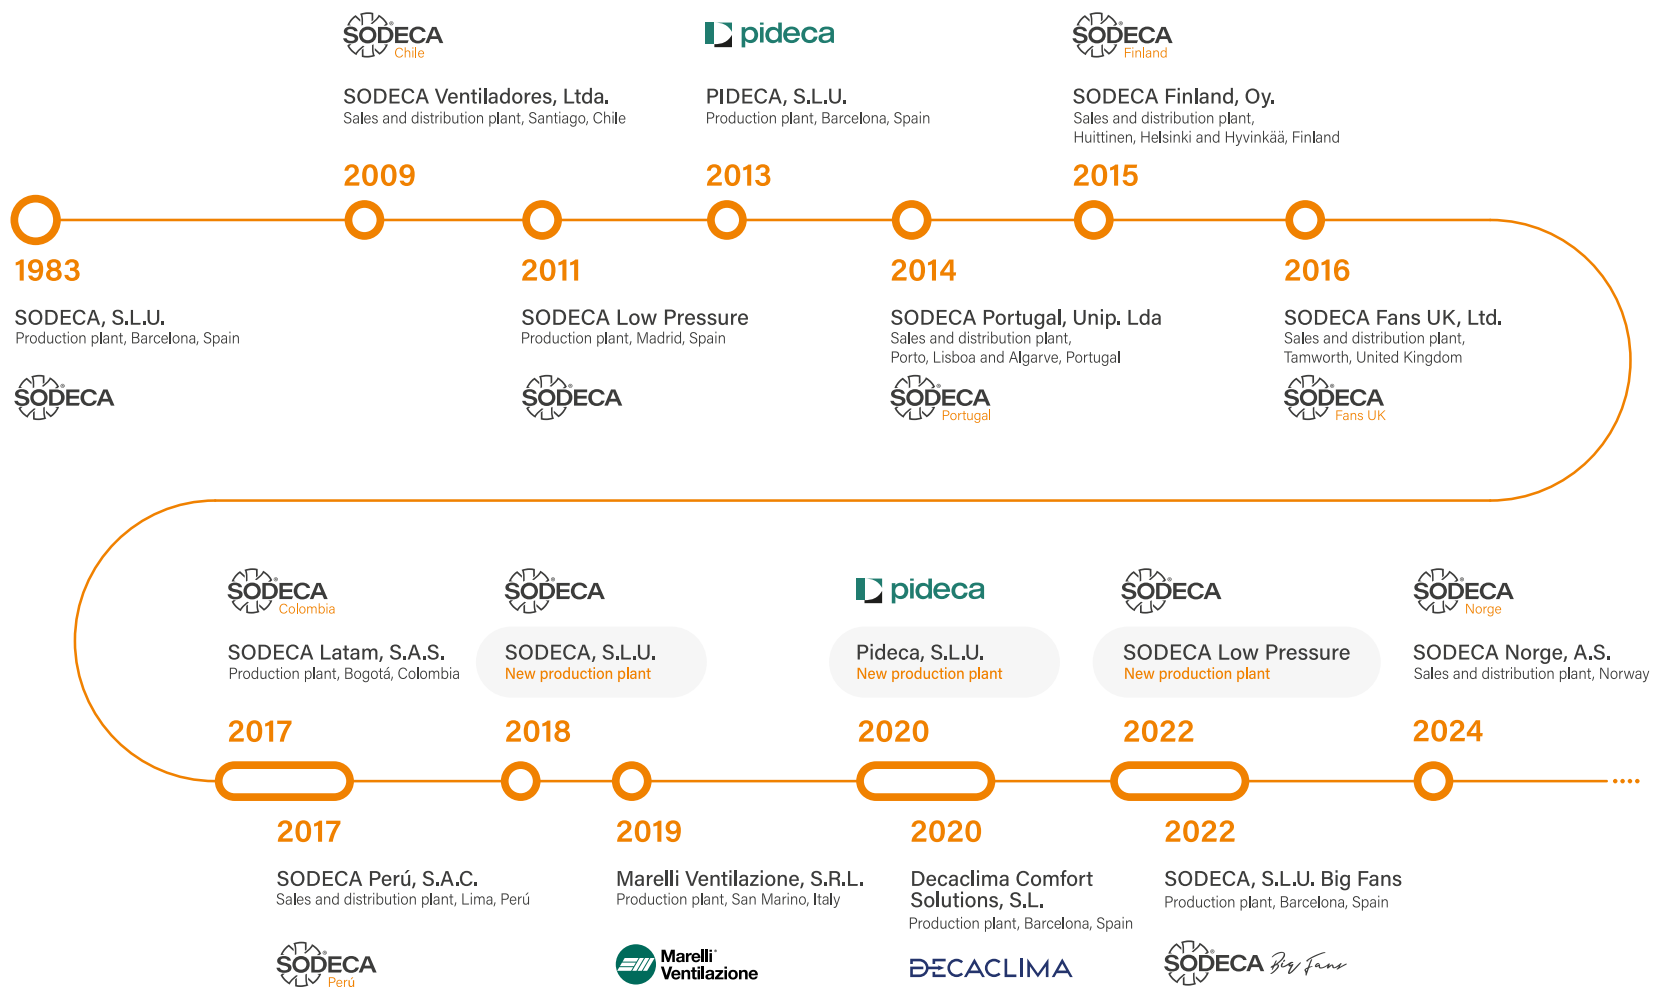 SODECA
Chile
SODECA Ventiladores, Ltda.
Sales and distribution plant, Santiago, Chile
2009
pideca
PIDECA, S.L.U.
Production plant, Barcelona, Spain
2013
SODECA
Finland
SODECA Finland, Oy.
Sales and distribution plant,
Huittinen, Helsinki and Hyvinkää, Finland
2015
1983
SODECA, S.L.U.
Production plant, Barcelona, Spain
SODECA
2011
SODECA Low Pressure
Production plant, Madrid, Spain
SODECA
2014
SODECA Portugal, Unip. Lda
Sales and distribution plant,
Porto, Lisboa and Algarve, Portugal
SODECA
Portugal
2016
SODECA Fans UK, Ltd.
Sales and distribution plant,
Tamworth, United Kingdom
SODECA
Fans UK
SODECA
Colombia
SODECA Latam, S.A.S.
Production plant, Bogotá, Colombia
2017
SODECA
SODECA, S.L.U.
New production plant
2018
pideca
Pideca, S.L.U.
New production plant
2020
SODECA
SODECA Low Pressure
New production plant
2022
SODECA
Norge
SODECA Norge, A.S.
Sales and distribution plant, Norway
2024
2017
SODECA Perú, S.A.C.
Sales and distribution plant, Lima, Perú
SODECA
Perú
2019
Marelli Ventilazione, S.R.L.
Production plant, San Marino, Italy
Marelli
Ventilazione
2020
Decaclima Comfort
Solutions, S.L.
Production plant, Barcelona, Spain
DECACLIMA
2022
SODECA, S.L.U. Big Fans
Production plant, Barcelona, Spain
SODECA Big Fans